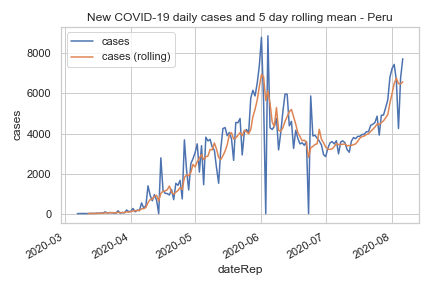 New COVID-19 daily cases and 5 day rolling mean - Peru
cases
cases (rolling)
8000
6000
4000
2000
0
cases
2020-03
2020-04
2020-05
2020-06
2020-07
2020-08
dateRep